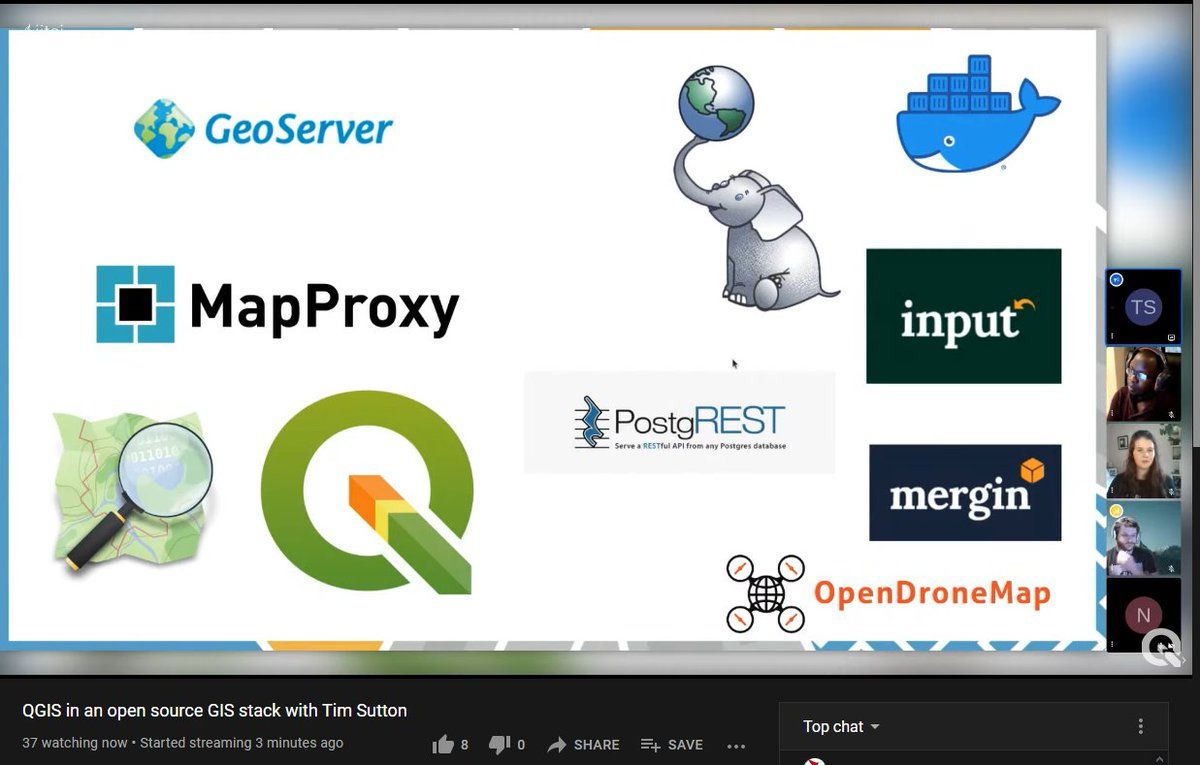 GeoServer
MapProxy
input
PostgREST
Serve a RESTful API from any Postgres database
mergin
OpenDroneMap
TS
N
QGIS in an open source GIS stack with Tim Sutton
37 watching now • Started streaming 3 minutes ago
8
0
SHARE
SAVE
Top chat